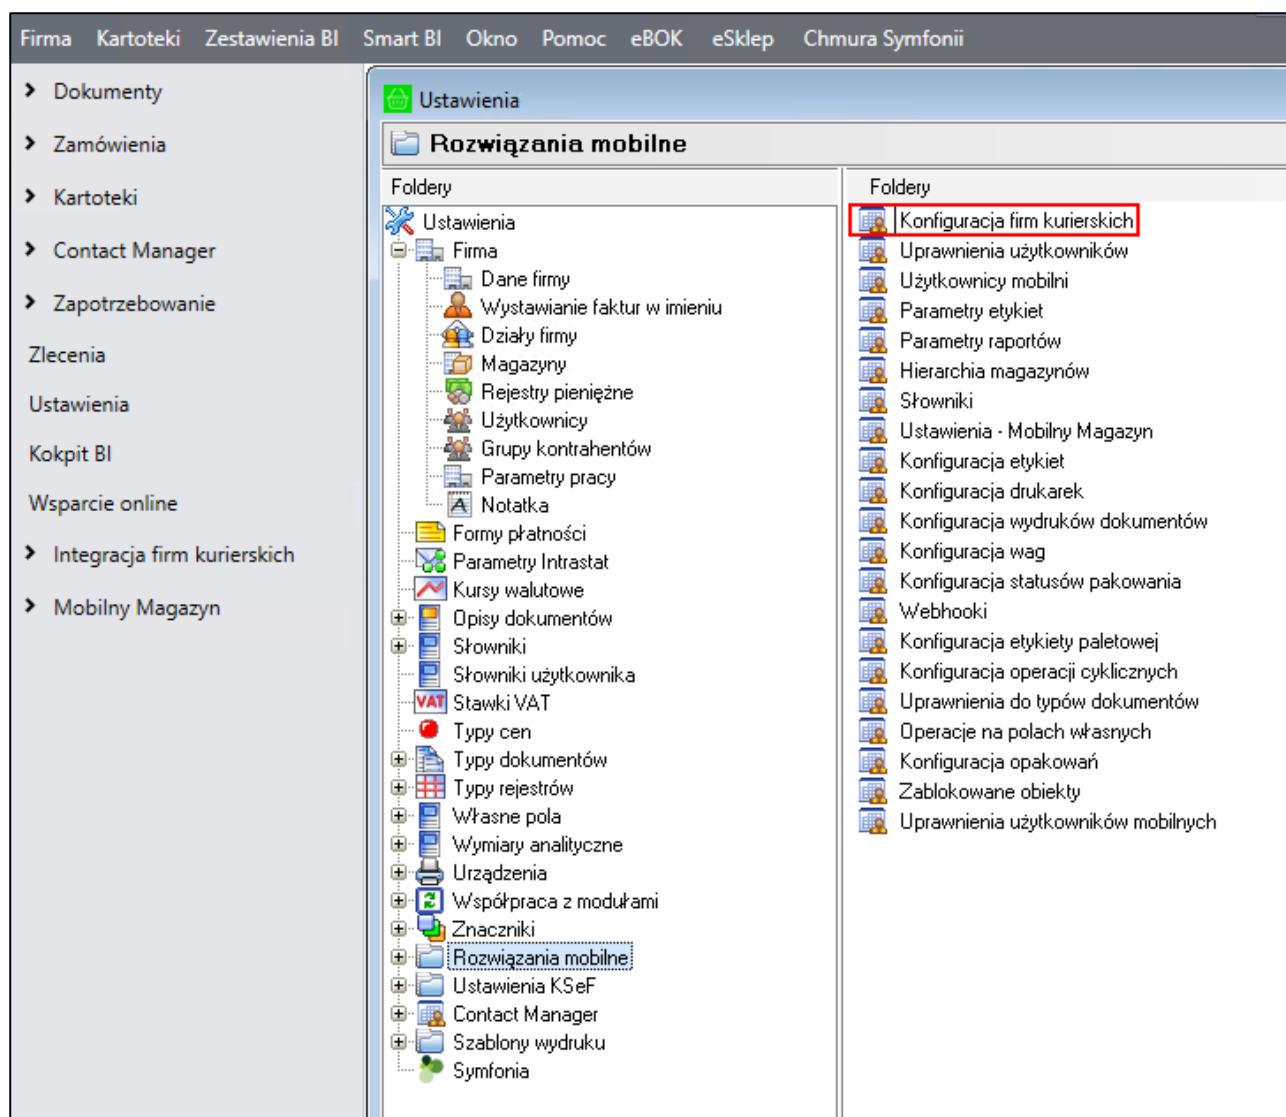 Firma Kartoteki Zestawienia BI Smart BI Okno Pomoc eBOK eSklep Chmura Symfonii
Dokumenty
Zamówienia
Kartoteki
Contact Manager
Zapotrzebowanie
Zlecenia
Ustawienia
Kokpit BI
Wsparcie online
Integracja firm kurierskich
Mobilny Magazyn
Ustawienia
Rozwiązania mobilne
Foldery
Ustawienia
Firma
Dane firmy
Wystawianie faktur w imieniu
Działy firmy
Magazyny
Rejestry pieniężne
Użytkownicy
Grupy kontrahentów
Parametry pracy
Notatka
Formy płatności
Parametry Intrastat
Kursy walutowe
Opisy dokumentów
Słowniki
Słowniki użytkownika
VAT Stawki VAT
Typy cen
Typy dokumentów
Typy rejestrów
Własne pola
Wymiary analityczne
Urządzenia
Współpraca z modułami
Znaczniki
Rozwiązania mobilne
Ustawienia KSeF
Contact Manager
Szablony wydruku
Symfonia
Foldery
Konfiguracja firm kurierskich
Uprawnienia użytkowników
Użytkownicy mobilni
Parametry etykiet
Parametry raportów
Hierarchia magazynów
Słowniki
Ustawienia - Mobilny Magazyn
Konfiguracja etykiet
Konfiguracja drukarek
Konfiguracja wydruków dokumentów
Konfiguracja wag
Konfiguracja statusów pakowania
Webhooki
Konfiguracja etykiety paletowej
Konfiguracja operacji cyklicznych
Uprawnienia do typów dokumentów
Operacje na polach własnych
Konfiguracja opakowań
Zablokowane obiekty
Uprawnienia użytkowników mobilnych